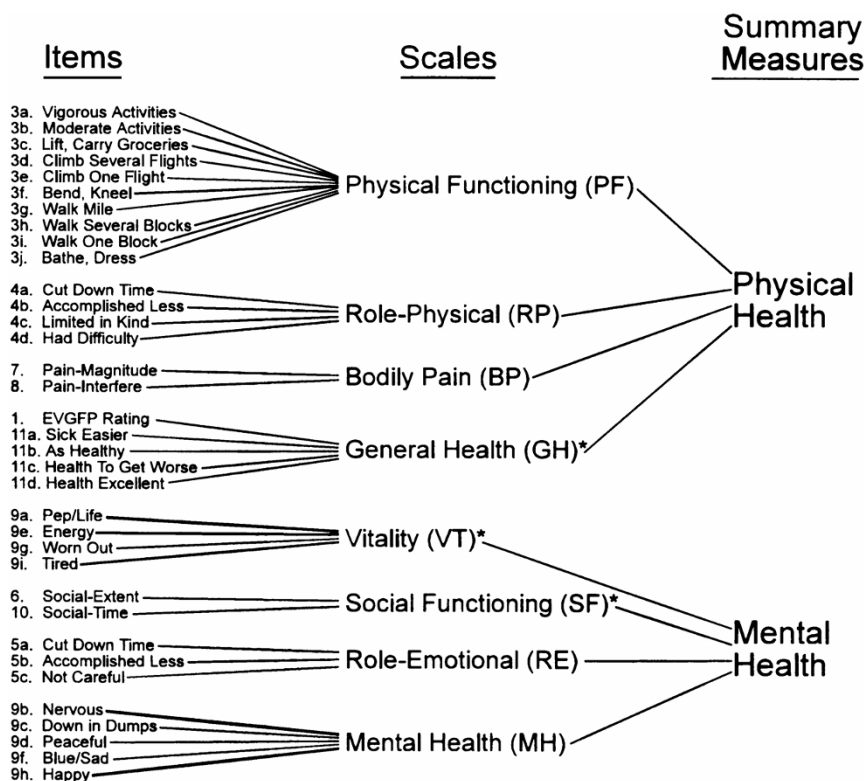 Items
Scales
Summary
Measures
3a. Vigorous Activities
3b. Moderate Activities
3c. Lift, Carry Groceries
3d. Climb Several Flights
3e. Climb One Flight
3f. Bend, Kneel
3g. Walk Mile
3h. Walk Several Blocks
3i. Walk One Block
3j. Bathe, Dress
Physical Functioning (PF)
4a. Cut Down Time
4b. Accomplished Less
4c. Limited in Kind
4d. Had Difficulty
Role-Physical (RP)
7. Pain-Magnitude
8. Pain-Interfere
Bodily Pain (BP)
1. EVGFP Rating
11a. Sick Easier
11b. As Healthy
11c. Health To Get Worse
11d. Health Excellent
General Health (GH)*
Physical
Health
9a. Pep/Life
9e. Energy
9g. Worn Out
9i. Tired
Vitality (VT)*
6. Social-Extent
10. Social-Time
Social Functioning (SF)*
5a. Cut Down Time
5b. Accomplished Less
5c. Not Careful
Role-Emotional (RE)
9b. Nervous
9c. Down in Dumps
9d. Peaceful
9f. Blue/Sad
9h. Happy
Mental Health (MH)
Mental
Health